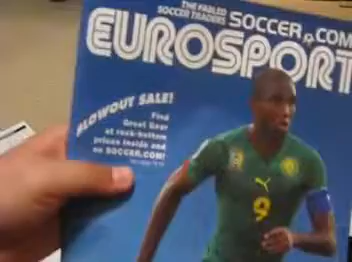 THE FABLED
SOCCER TRADERS
SOCCER.COM
EUROSPORT
BLOWOUT SALE!
Find
Great Gear
at rock-bottom
prices inside and
on SOCCER.COM!
9